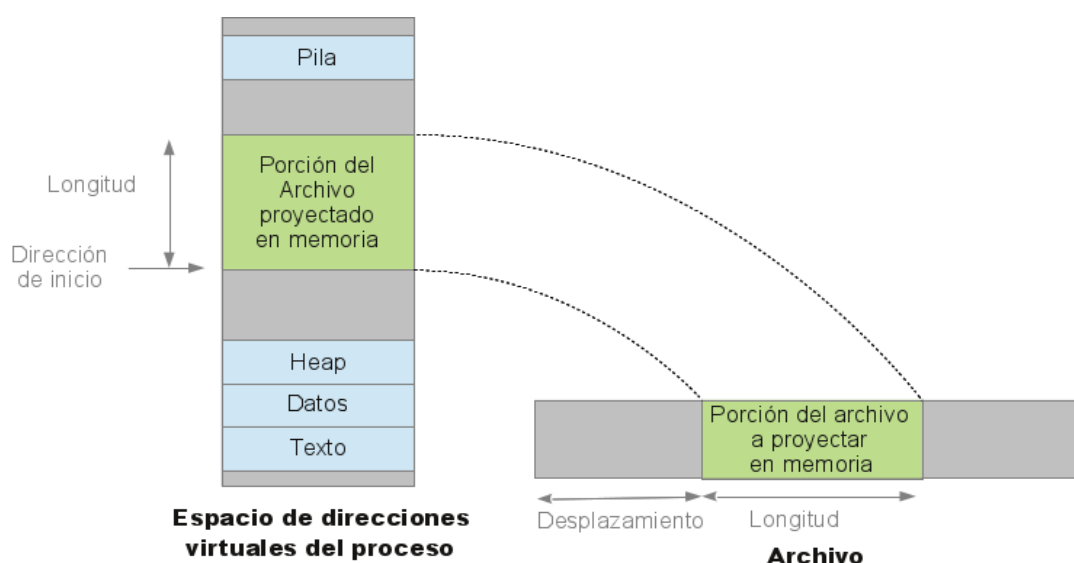 Pila
Longitud
Porción del
Archivo
proyectado
en memoria
Dirección
de inicio
Heap
Datos
Texto
Espacio de direcciones
virtuales del proceso
Porción del archivo
a proyectar
en memoria
Desplazamiento
Longitud
Archivo